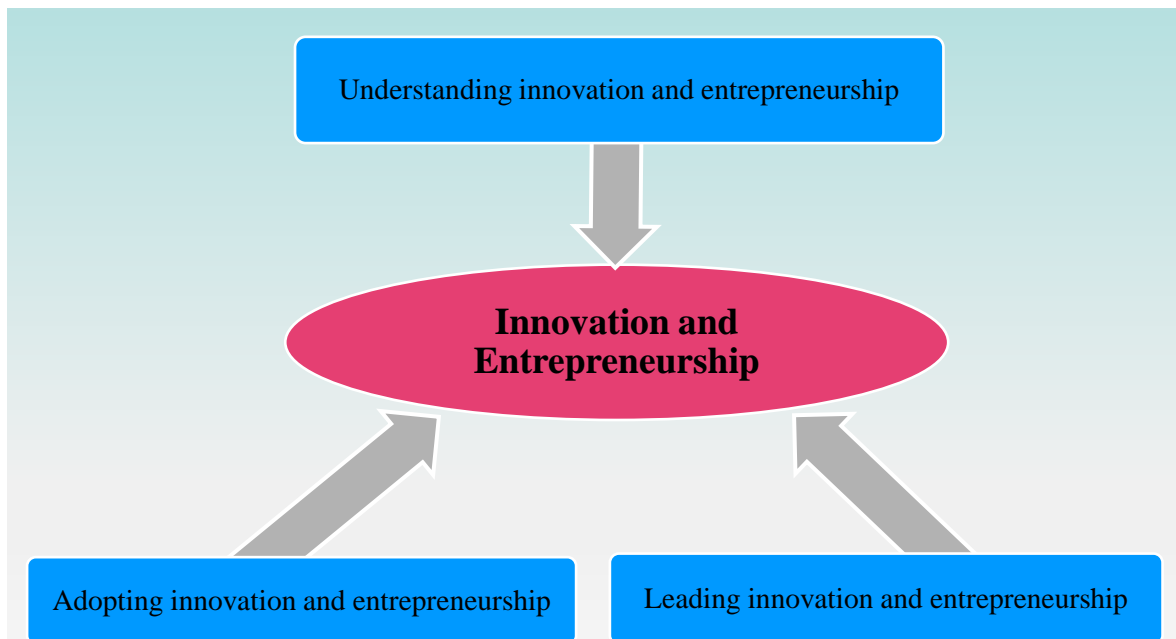 Understanding innovation and entrepreneurship
Innovation and
Entrepreneurship
Adopting innovation and entrepreneurship
Leading innovation and entrepreneurship